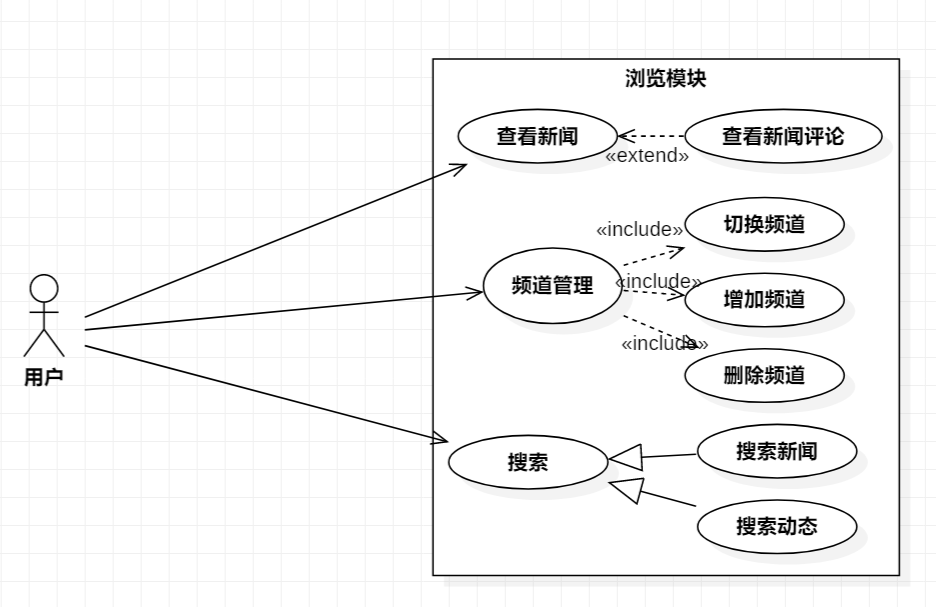 浏览模块
查看新闻
查看新闻评论
«extend»
切换频道
«include»
频道管理
«include»
增加频道
«include»
删除频道
用户
搜索
搜索新闻
搜索动态